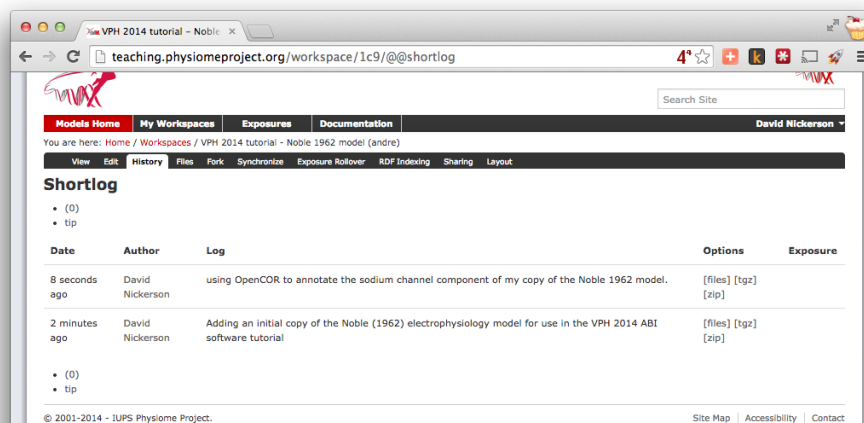 VPH 2014 tutorial – Noble
teaching.physiomeproject.org/workspace/1c9/@@shortlog
Search Site
Models Home My Workspaces Exposures Documentation David Nickerson
You are here: Home / Workspaces / VPH 2014 tutorial - Noble 1962 model (andre)
View Edit History Files Fork Synchronize Exposure Rollover RDF Indexing Sharing Layout
Shortlog
• (0)
• tip
Date Author Log Options Exposure
8 seconds David using OpenCOR to annotate the sodium channel component of my copy of the Noble 1962 model. [files] [tgz]
ago Nickerson [zip]
2 minutes David Adding an initial copy of the Noble (1962) electrophysiology model for use in the VPH 2014 ABI [files] [tgz]
ago Nickerson software tutorial [zip]
• (0)
• tip
© 2001-2014 - IUPS Physiome Project. Site Map | Accessibility | Contact